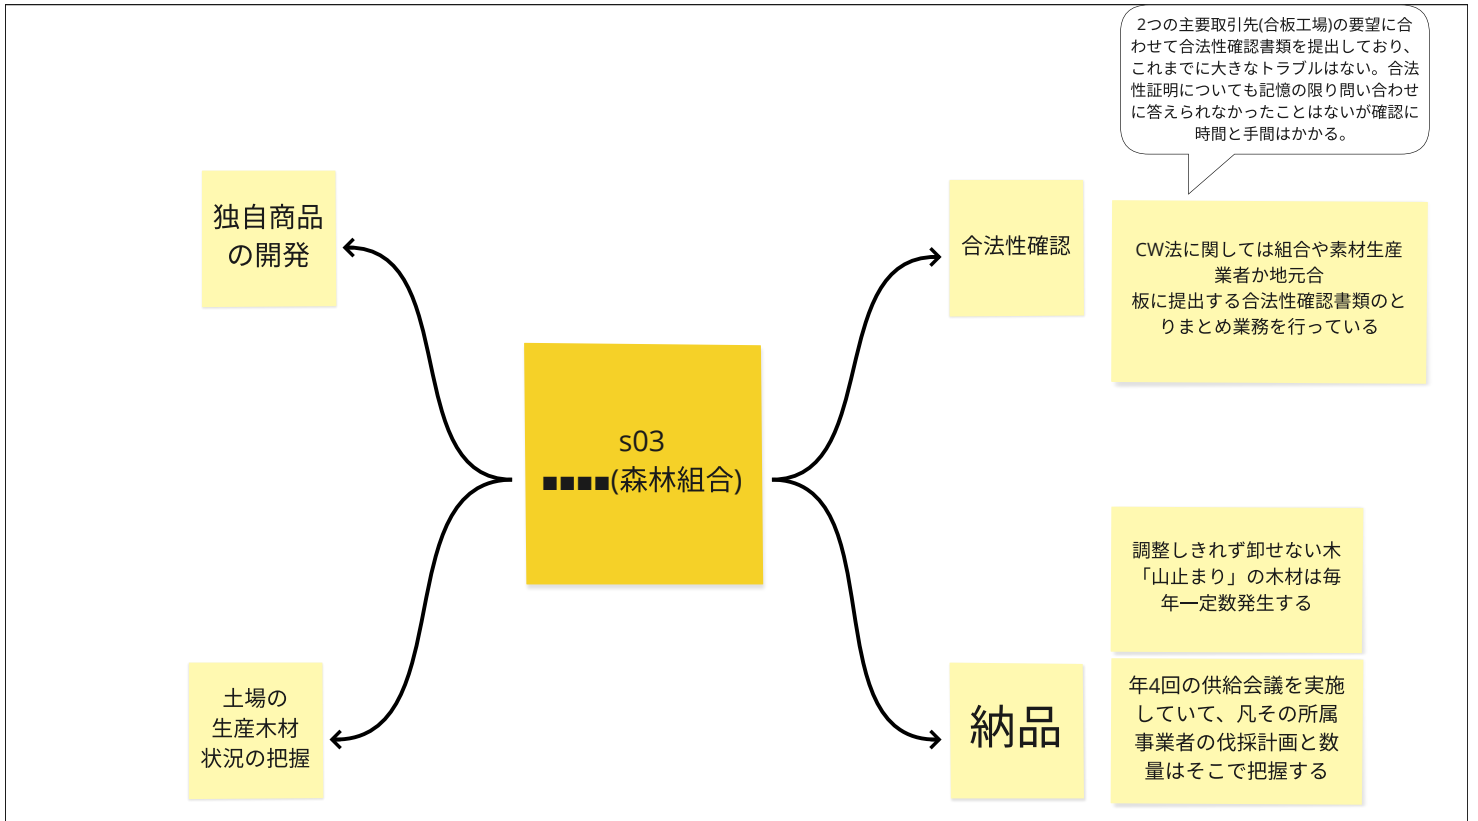 2つの主要取引先(合板工場)の要望に合
わせて合法性確認書類を提出しており、
これまでに大きなトラブルはない。合法
性証明についても記憶の限り問い合わせ
に答えられなかったことはないが確認に
時間と手間はかかる。
独自商品
の開発
合法性確認
CW法に関しては組合や素材生産
業者か地元合
板に提出する合法性確認書類のと
りまとめ業務を行っている
s03
■■■■(森林組合)
調整しきれず卸せない木
「山止まり」の木材は毎
年一定数発生する
土場の
生産木材
状況の把握
納品
年4回の供給会議を実施
していて、凡その所属
事業者の伐採計画と数
量はそこで把握する